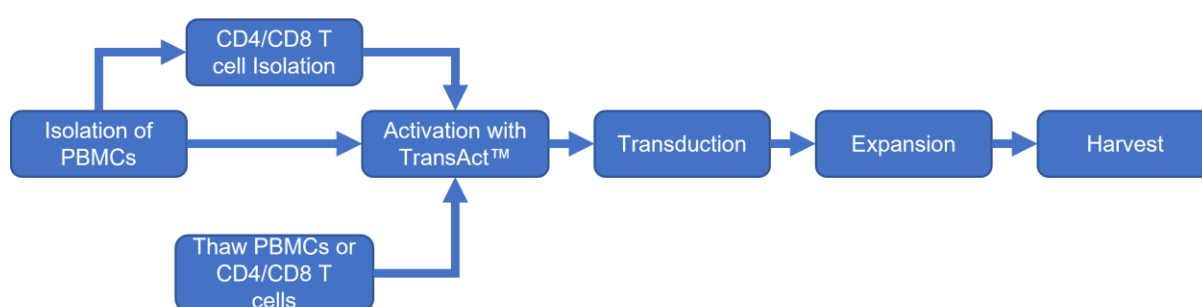 CD4/CD8 T
cell Isolation
Isolation of
PBMCs
Activation with
TransAct™
Transduction
Expansion
Harvest
Thaw PBMCs or
CD4/CD8 T
cells